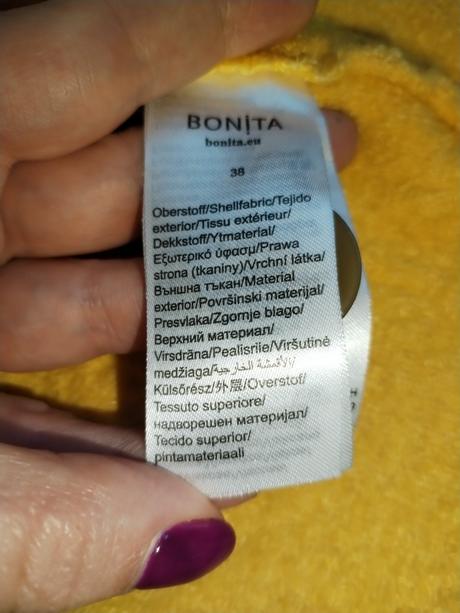 BONiTA
bonita.eu
38
Oberstoff/Shellfabric/Tejido
exterior/Tissu extérieur/
Dekkstoff/Ytmaterial/
Εξωτερικό ύφασμ/Prawa
strona (tkaniny)/Vrchní látka/
Външна тъкан/Material
exterior/Površinski materijal/
Presvlaka/Zgornje blago/
Верхний материал/
Virsdrāna/Pealisriie/Viršutinė
medžiaga/الأقمشة الخارجية/
Külsőrész/外層/Overstof/
Tessuto superiore/
надворешен материјал/
Tecido superior/
pintamateriaali